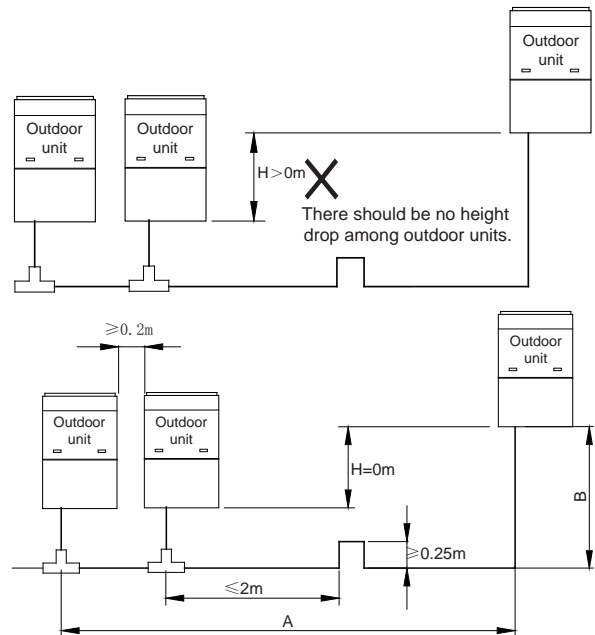 Outdoor
unit
Outdoor
unit
Outdoor
unit
H＞0m
There should be no height
drop among outdoor units.
≥0.2m
Outdoor
unit
Outdoor
unit
Outdoor
unit
H=0m
B
≥0.25m
≤2m
A